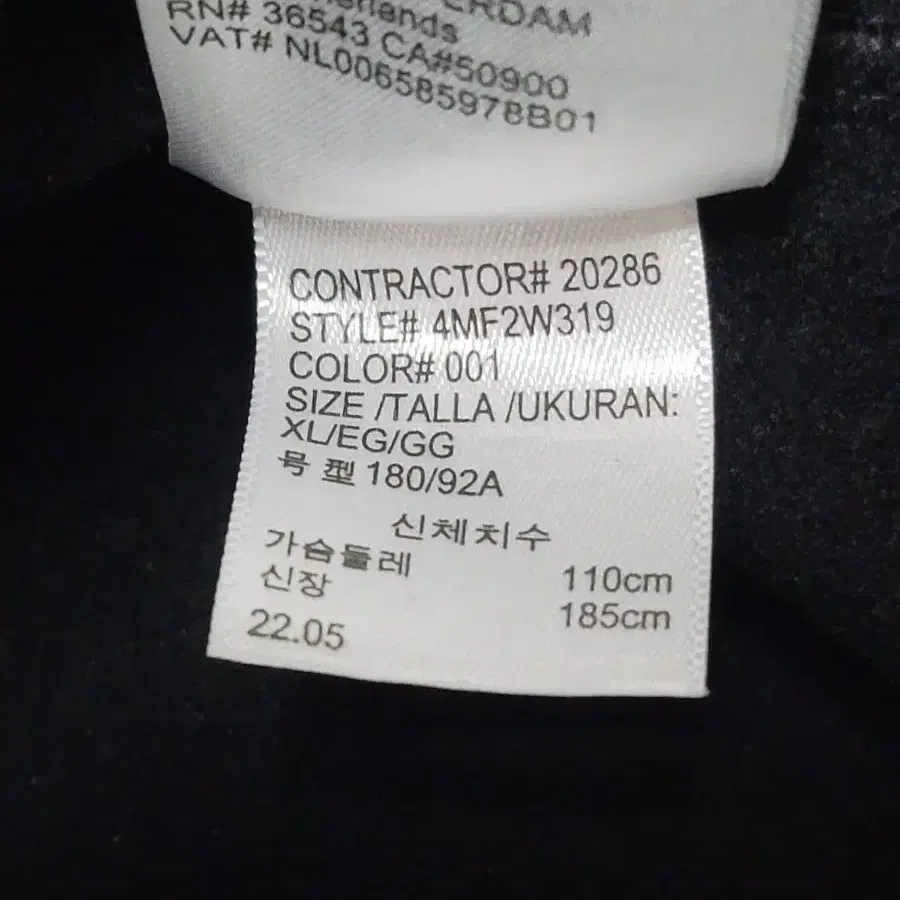 RN# 36543 CA#50900
VAT# NL006585978B01
CONTRACTOR# 20286
STYLE# 4MF2W319
COLOR# 001
SIZE /TALLA /UKURAN:
XL/EG/GG
号 型 180/92A
신체치수
가슴둘레 110cm
신장 185cm
22.05